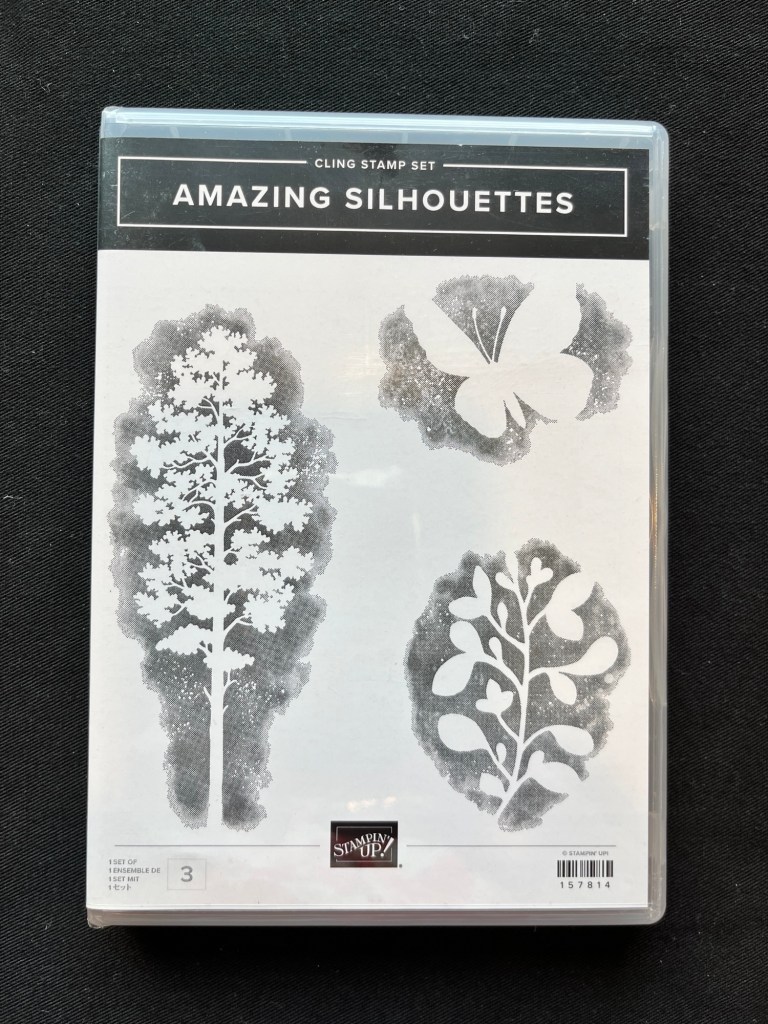 CLING STAMP SET
AMAZING SILHOUETTES
1 SET OF
1 ENSEMBLE DE
1 SET MIT
1 セット
3
STAMPIN'
UP!®
© STAMPIN' UP!
157814